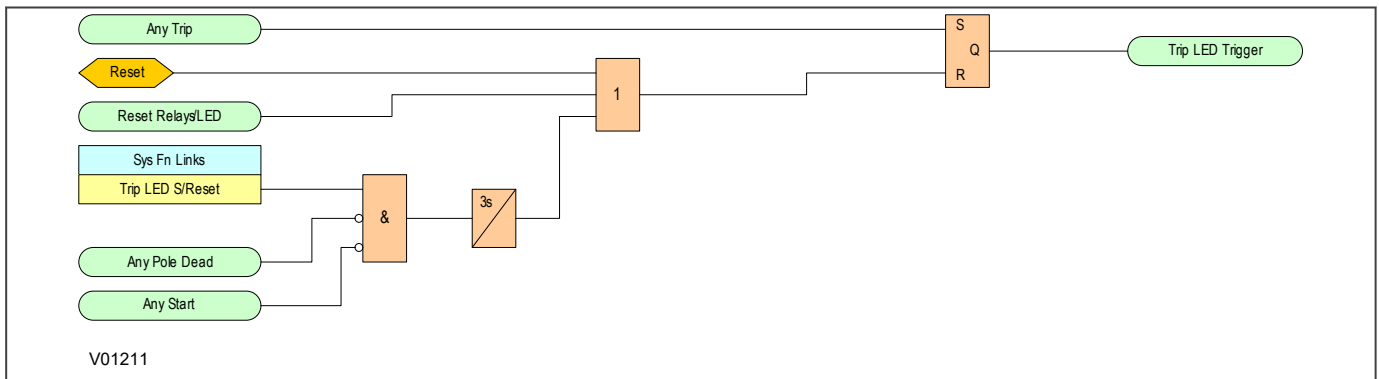 Any Trip
S
Q
R
Trip LED Trigger
Reset
1
Reset Relays/LED
Sys Fn Links
Trip LED S/Reset
&
3s
Any Pole Dead
Any Start
V01211